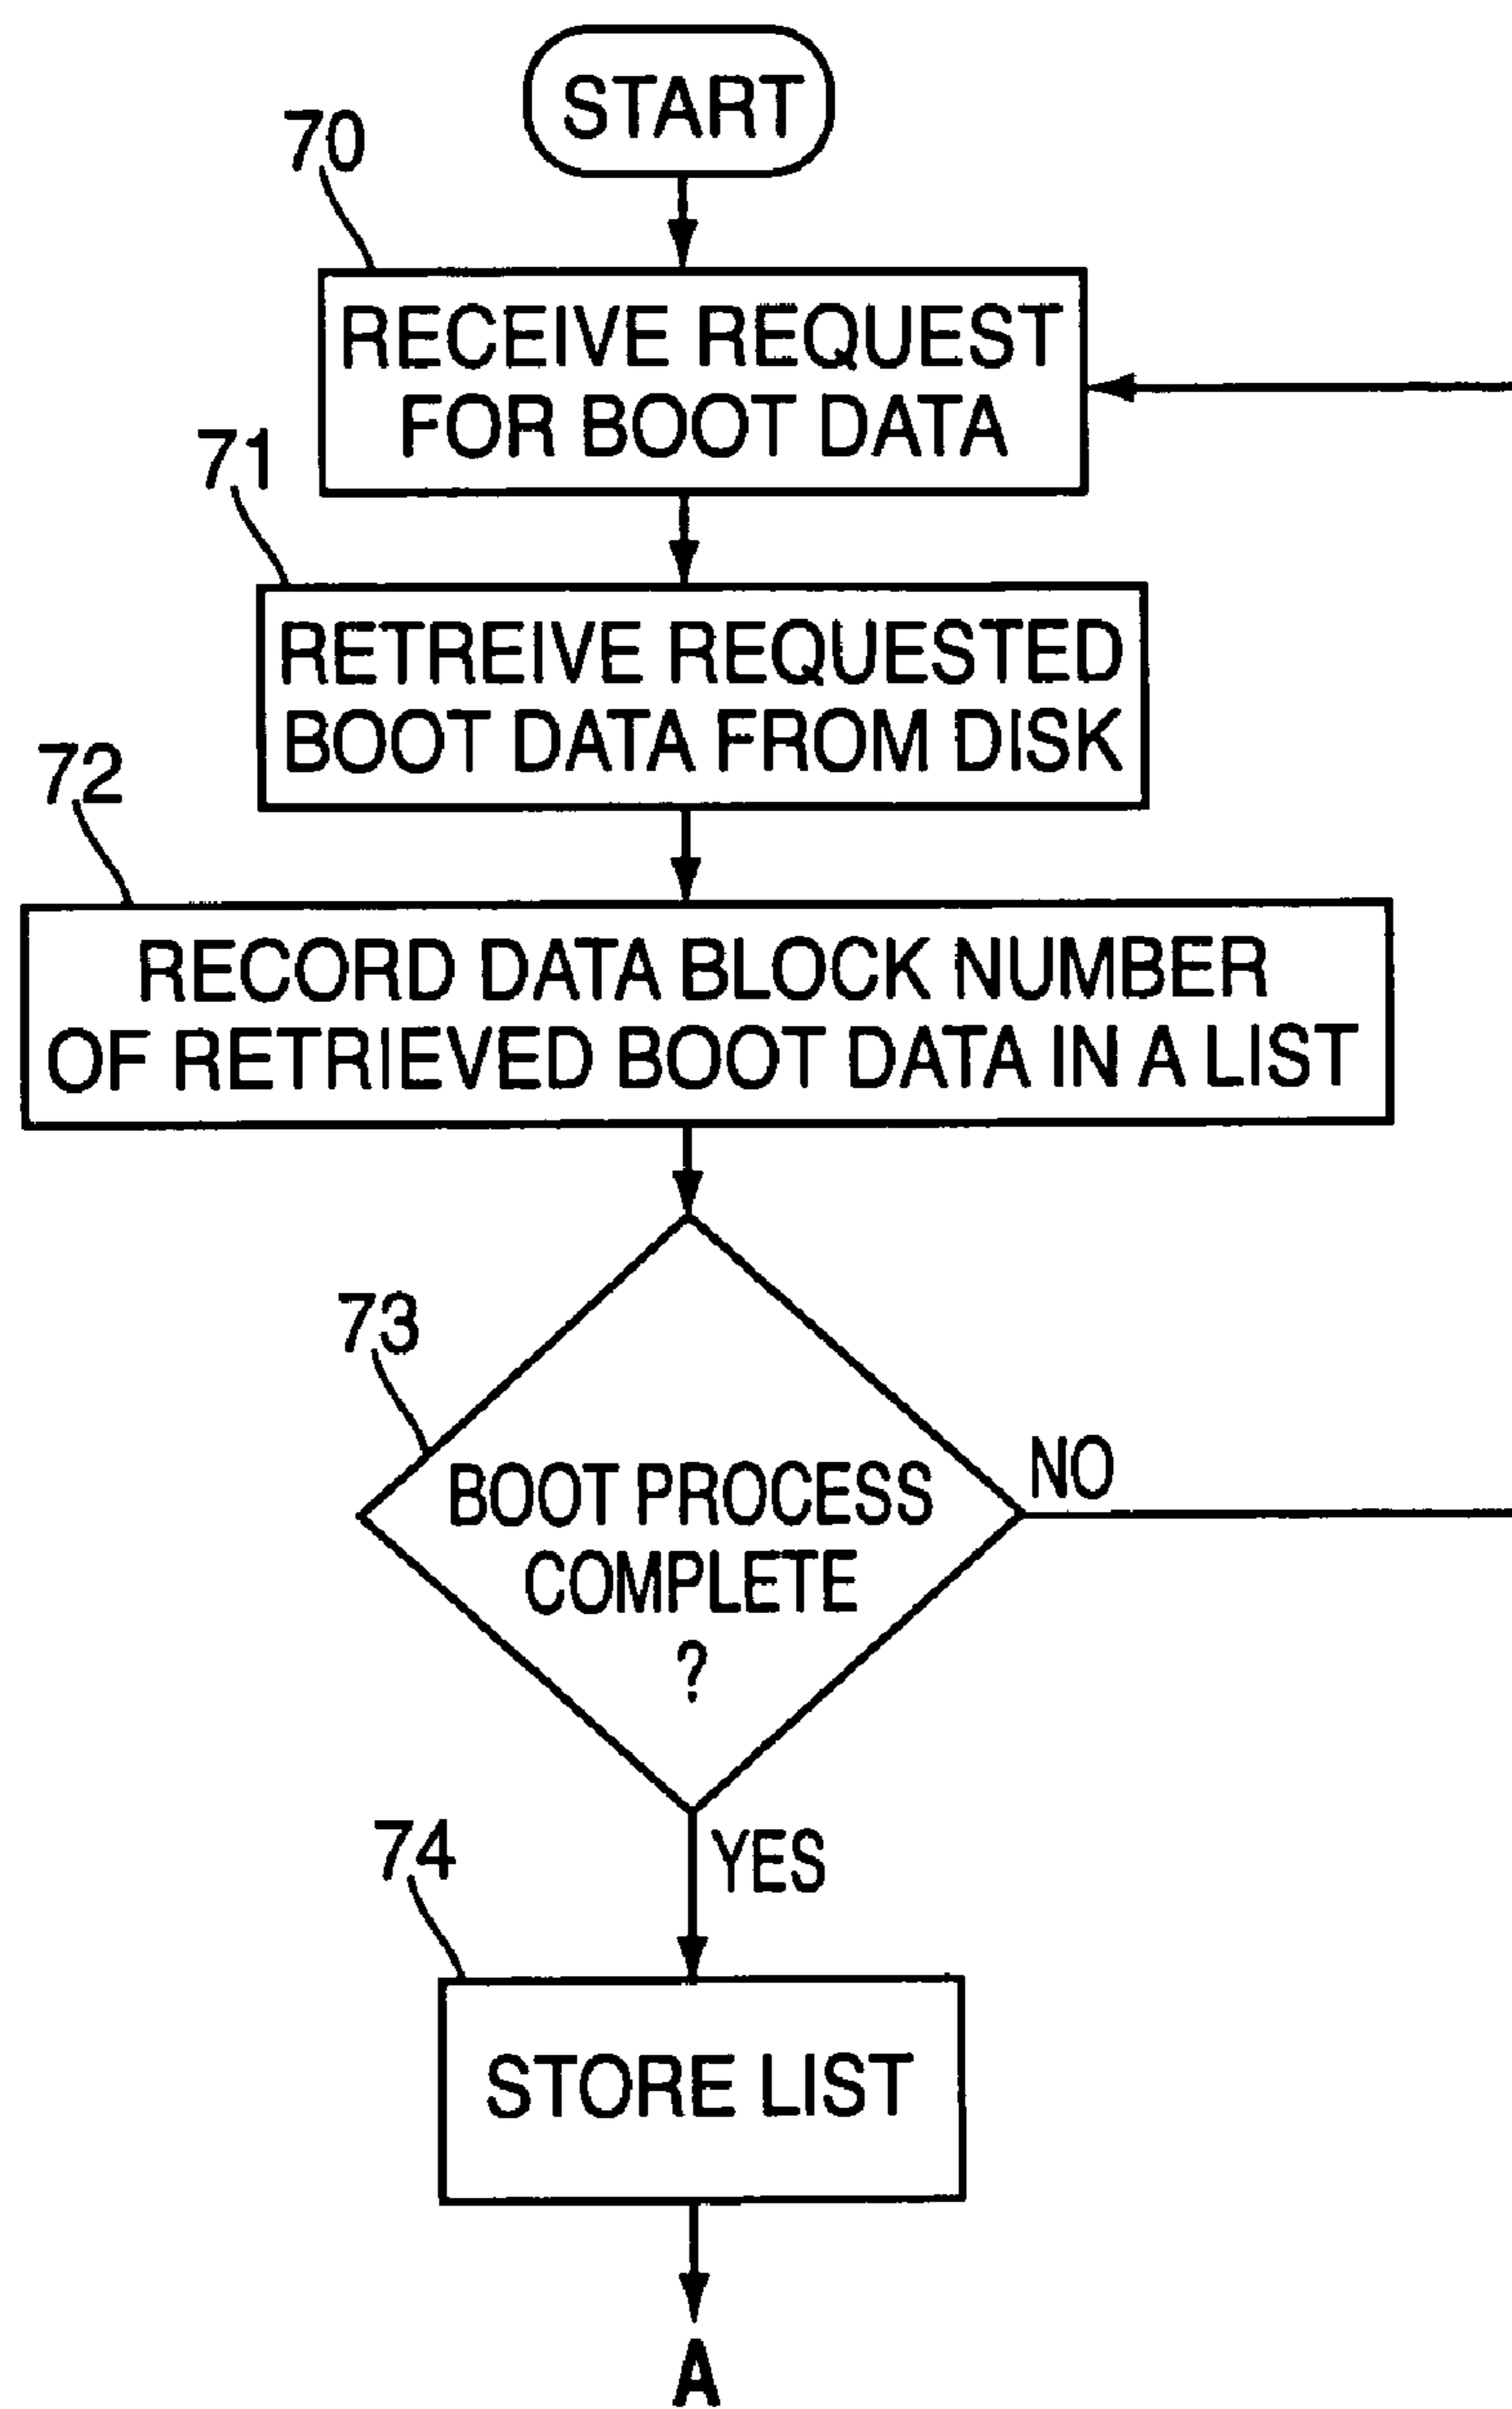 START
70
RECEIVE REQUEST
FOR BOOT DATA
71
RETREIVE REQUESTED
BOOT DATA FROM DISK
72
RECORD DATA BLOCK NUMBER
OF RETRIEVED BOOT DATA IN A LIST
73
BOOT PROCESS
COMPLETE
?
NO
YES
74
STORE LIST
A